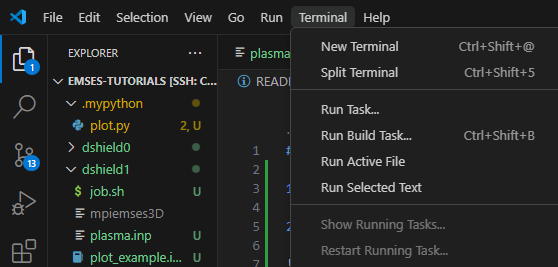 File Edit Selection View Go Run Terminal Help
EXPLORER ...
plasma
New Terminal Ctrl+Shift+@
EMSES-TUTORIALS [SSH: C...
READ
Split Terminal Ctrl+Shift+5
.mypython
plot.py 2, U
Run Task...
dshield0
Run Build Task... Ctrl+Shift+B
dshield1
1 #
Run Active File
job.sh U
2
mpiemses3D
3 1
Run Selected Text
plasma.inp U
4
5 2
Show Running Tasks...
plot_example.i... U
6
7
Restart Running Task...
1
13